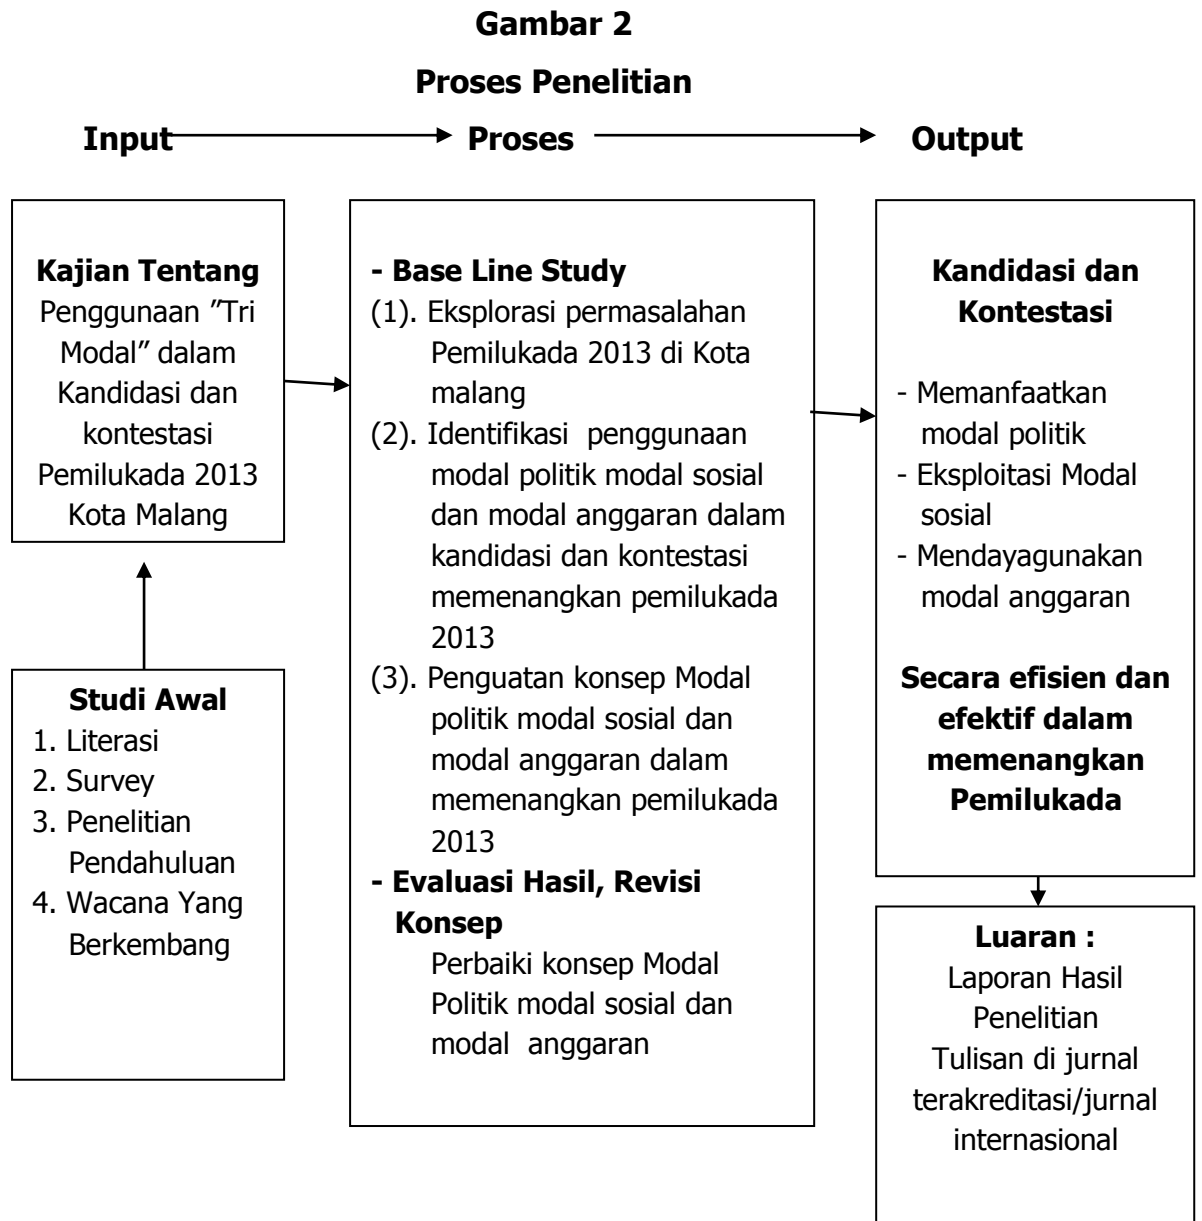 Gambar 2
Proses Penelitian
Input Proses Output
Kajian Tentang
Penggunaan ”Tri
Modal” dalam
Kandidasi dan
kontestasi
Pemilukada 2013
Kota Malang
Studi Awal
1. Literasi
2. Survey
3. Penelitian
Pendahuluan
4. Wacana Yang
Berkembang
- Base Line Study
(1). Eksplorasi permasalahan
Pemilukada 2013 di Kota
malang
(2). Identifikasi penggunaan
modal politik modal sosial
dan modal anggaran dalam
kandidasi dan kontestasi
memenangkan pemilukada
2013
(3). Penguatan konsep Modal
politik modal sosial dan
modal anggaran dalam
memenangkan pemilukada
2013
- Evaluasi Hasil, Revisi
Konsep
Perbaiki konsep Modal
Politik modal sosial dan
modal anggaran
Kandidasi dan
Kontestasi
- Memanfaatkan
modal politik
- Eksploitasi Modal
sosial
- Mendayagunakan
modal anggaran
Secara efisien dan
efektif dalam
memenangkan
Pemilukada
Luaran :
Laporan Hasil
Penelitian
Tulisan di jurnal
terakreditasi/jurnal
internasional